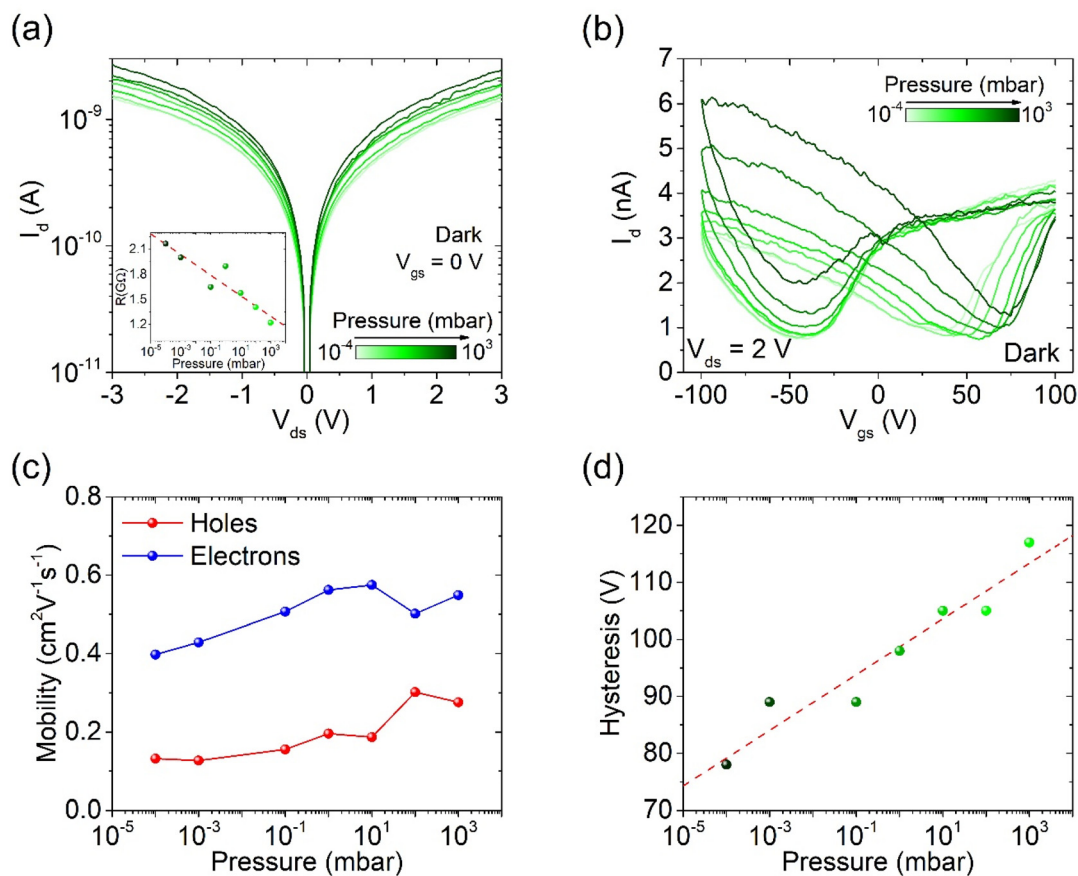 (a)
I_d (A)
10^-9
10^-10
10^-11
Dark
V_gs = 0 V
Pressure (mbar)
10^-4 10^3
R(GΩ)
2.1
1.8
1.5
1.2
10^-5 10^-3 10^-1 10^1 10^3
Pressure (mbar)
-3 -2 -1 0 1 2 3
V_ds (V)
(b)
I_d (nA)
7
6
5
4
3
2
1
0
Pressure (mbar)
10^-4 10^3
V_ds = 2 V
Dark
-100 -50 0 50 100
V_gs (V)
(c)
Mobility (cm^2V^-1s^-1)
0.8
0.6
0.4
0.2
0.0
Holes
Electrons
10^-5 10^-3 10^-1 10^1 10^3
Pressure (mbar)
(d)
Hysteresis (V)
120
110
100
90
80
70
10^-5 10^-3 10^-1 10^1 10^3
Pressure (mbar)